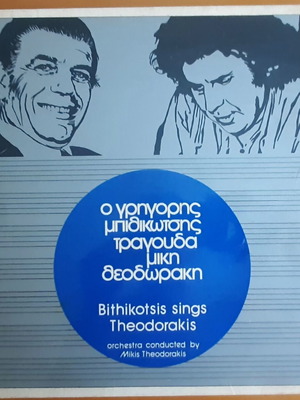 ο γρηγορης
μπιθικωτσης
τραγουδα
μικη
θεοδωρακη
Bithikotsis sings
Theodorakis
orchestra conducted by
Mikis Theodorakis